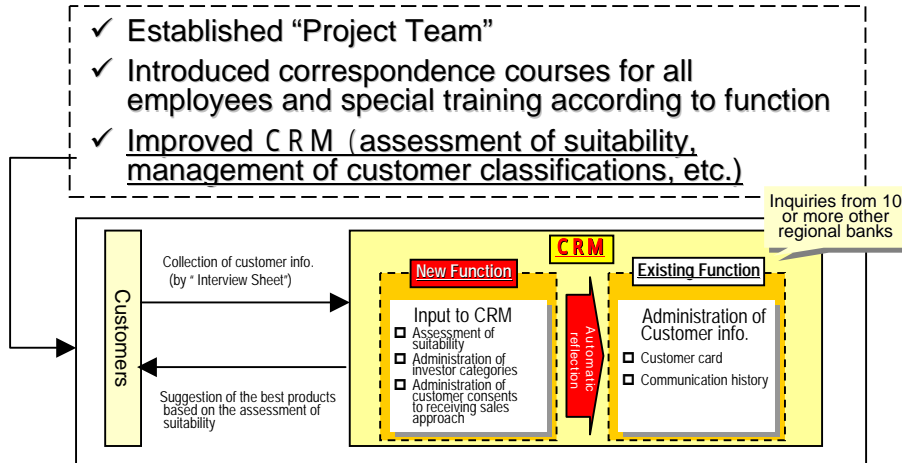 ✓ Established “Project Team”
✓ Introduced correspondence courses for all
employees and special training according to function
✓ Improved CRM (assessment of suitability,
management of customer classifications, etc.)
Inquiries from 10
or more other
regional banks
Customers
Collection of customer info.
(by “ Interview Sheet”)
Suggestion of the best products
based on the assessment of
suitability
CRM
New Function
Input to CRM
Assessment of
suitability
Administration of
investor categories
Administration of
customer consents
to receiving sales
approach
Automatic
reflection
Existing Function
Administration of
Customer info.
Customer card
Communication history